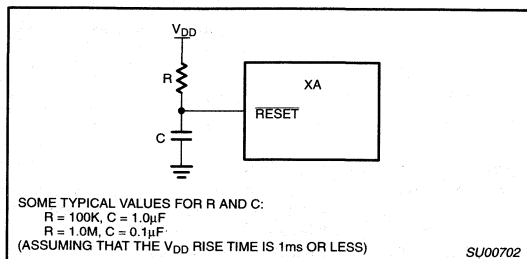 VDD
R
XA
RESET
C
SOME TYPICAL VALUES FOR R AND C:
R = 100K, C = 1.0µF
R = 1.0M, C = 0.1µF
(ASSUMING THAT THE VDD RISE TIME IS 1ms OR LESS)
SU00702